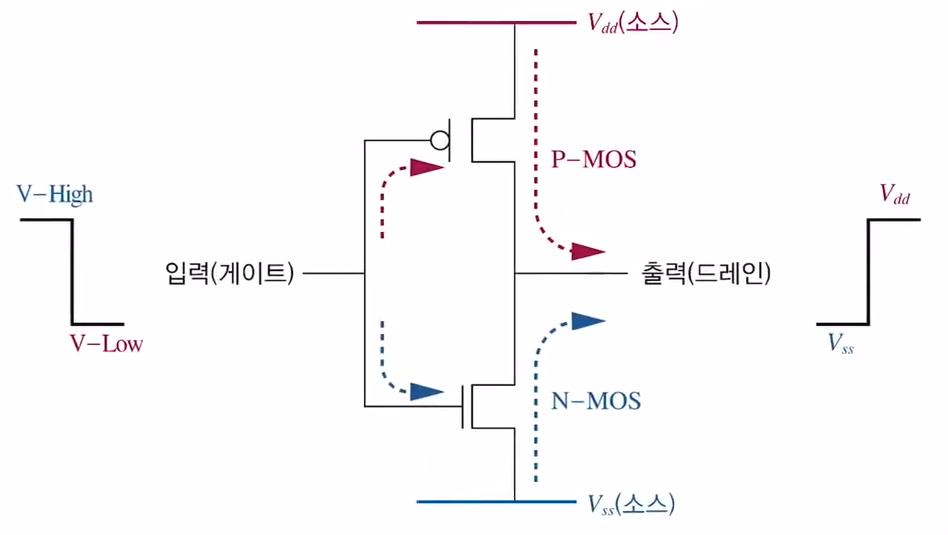 Vdd(소스)
P-MOS
V-High
Vdd
입력(게이트)
출력(드레인)
V-Low
Vss
N-MOS
Vss(소스)